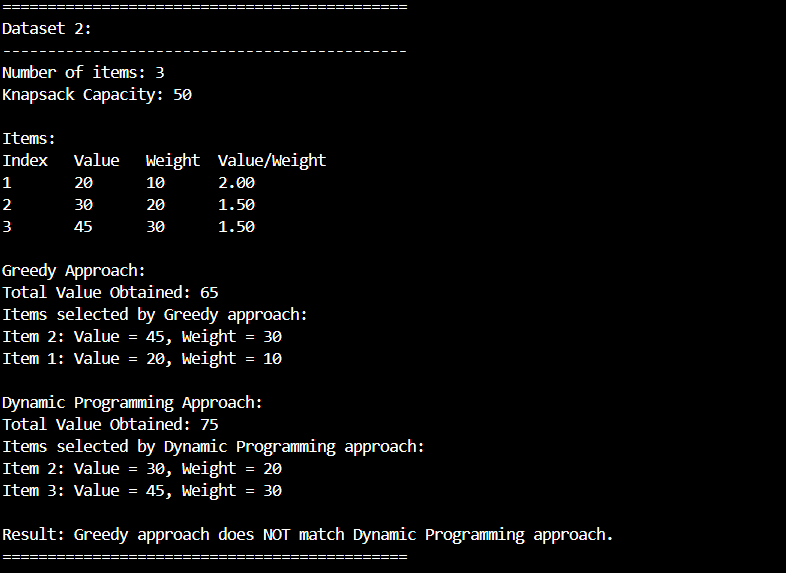 =============================================
Dataset 2:
---------------------------------------------
Number of items: 3
Knapsack Capacity: 50
Items:
Index Value Weight Value/Weight
1 20 10 2.00
2 30 20 1.50
3 45 30 1.50
Greedy Approach:
Total Value Obtained: 65
Items selected by Greedy approach:
Item 2: Value = 45, Weight = 30
Item 1: Value = 20, Weight = 10
Dynamic Programming Approach:
Total Value Obtained: 75
Items selected by Dynamic Programming approach:
Item 2: Value = 30, Weight = 20
Item 3: Value = 45, Weight = 30
Result: Greedy approach does NOT match Dynamic Programming approach.
=============================================